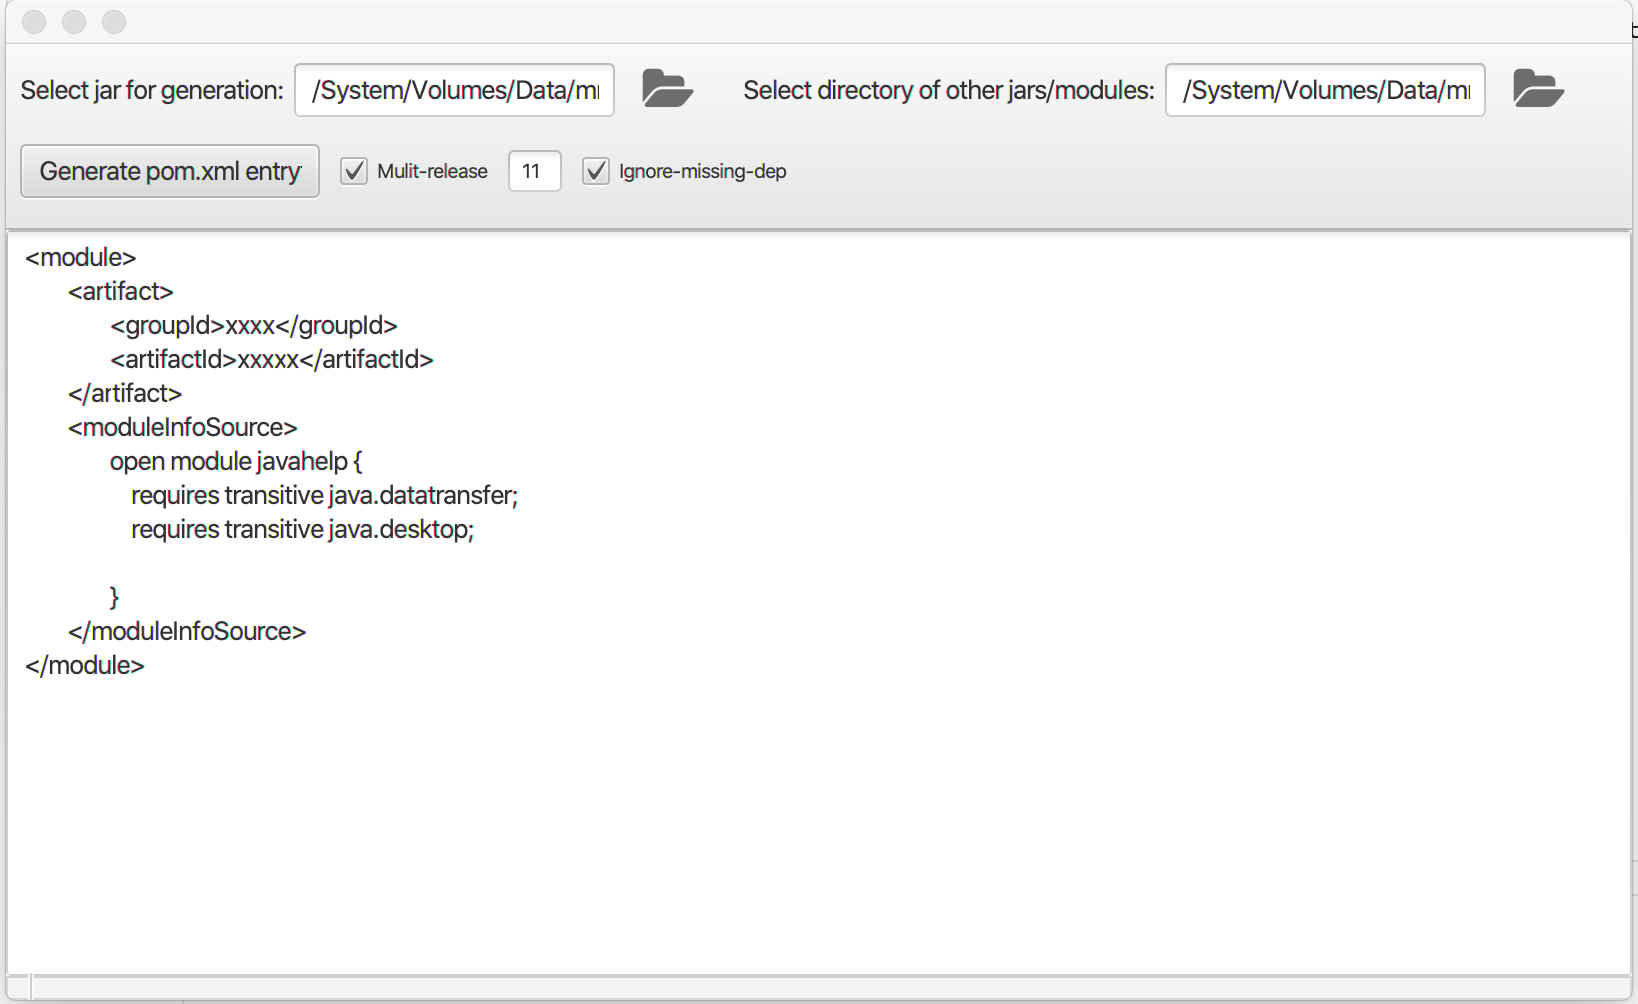 Select jar for generation: /System/Volumes/Data/mr Select directory of other jars/modules: /System/Volumes/Data/mr
Generate pom.xml entry Mulit-release 11 Ignore-missing-dep
<module>
<artifact>
<groupId>xxxx</groupId>
<artifactId>xxxxx</artifactId>
</artifact>
<moduleInfoSource>
open module javahelp {
requires transitive java.datatransfer;
requires transitive java.desktop;
}
</moduleInfoSource>
</module>